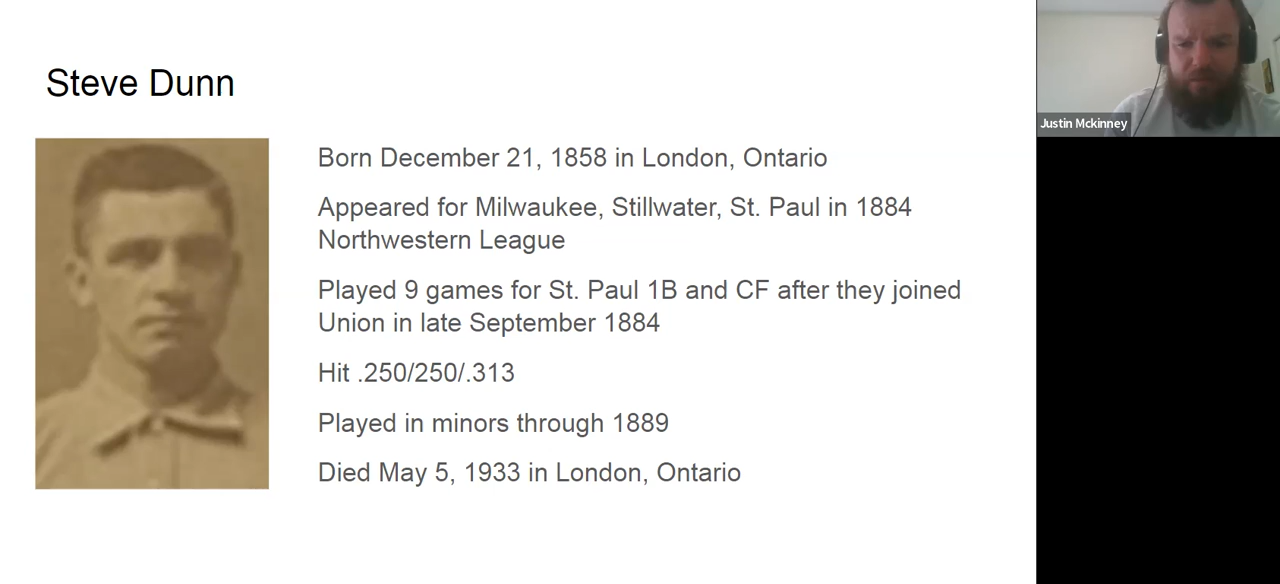 Steve Dunn
Born December 21, 1858 in London, Ontario
Appeared for Milwaukee, Stillwater, St. Paul in 1884
Northwestern League
Played 9 games for St. Paul 1B and CF after they joined
Union in late September 1884
Hit .250/250/.313
Played in minors through 1889
Died May 5, 1933 in London, Ontario
Justin Mckinney